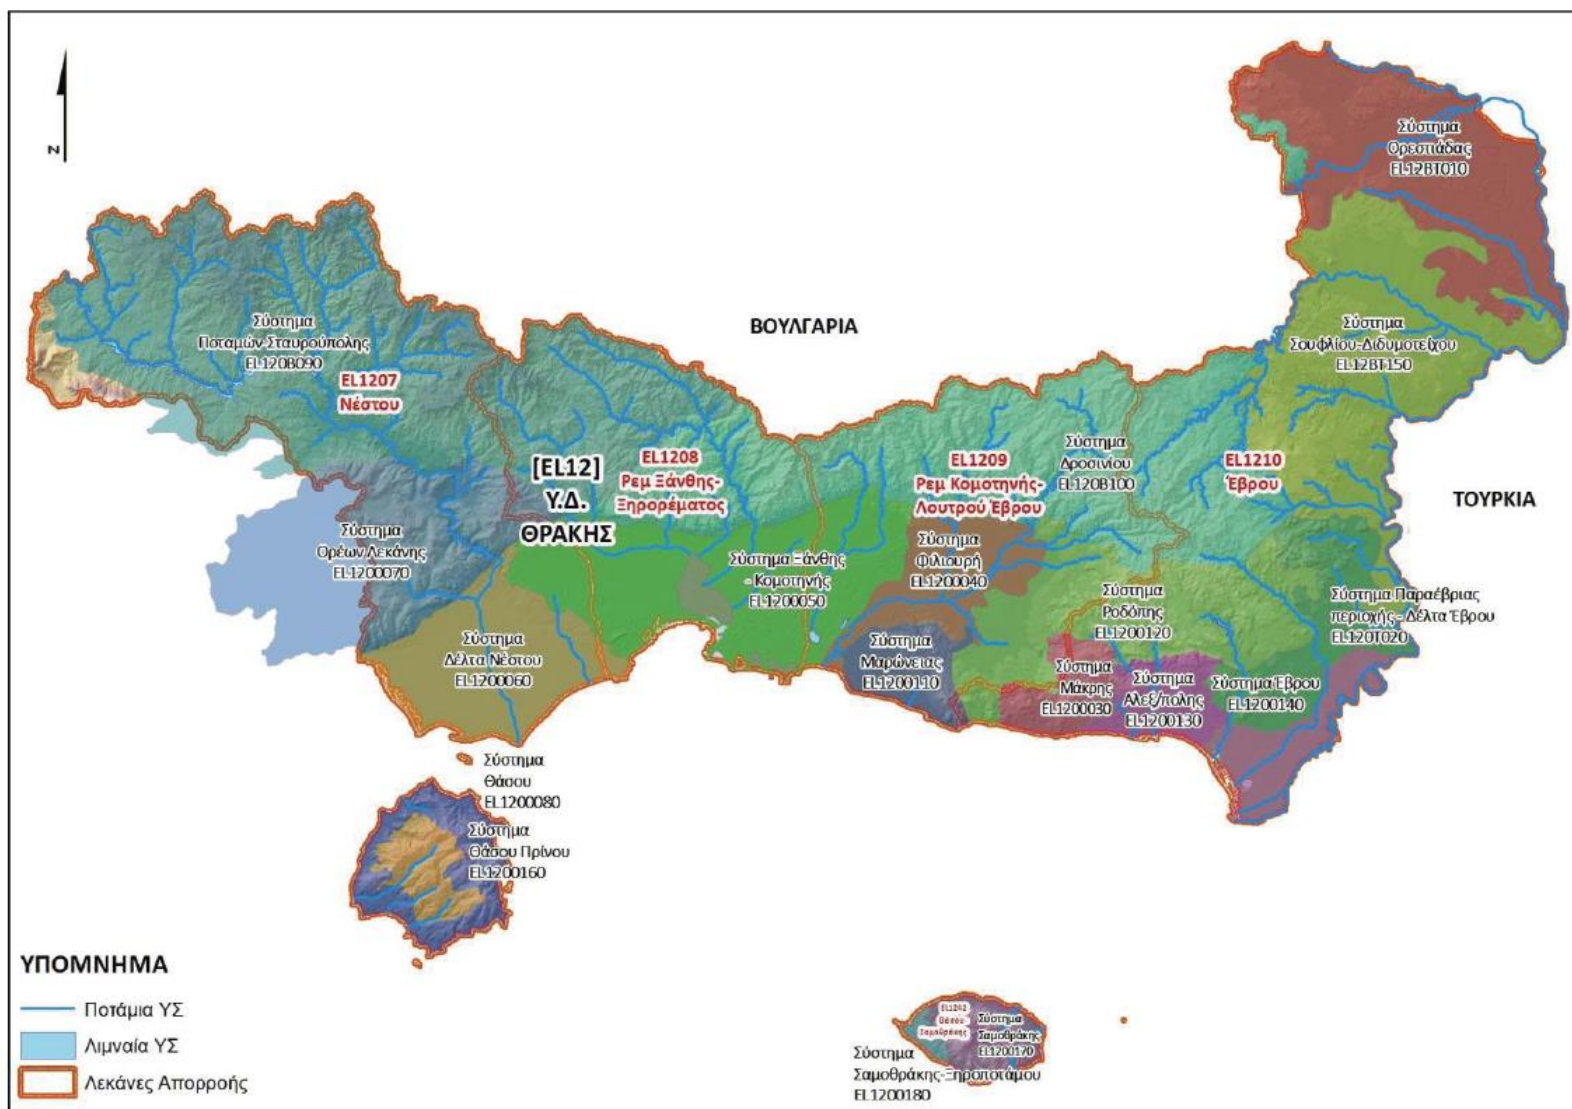 Σύστημα
Ορεστιάδας
EL12BT010
z
ΒΟΥΛΓΑΡΙΑ
Σύστημα
Ποταμών Σταυρούπολης
EL120B090
Σύστημα
Σουφλίου-Διδυμοτείχου
EL12BT150
EL1207
Νέστου
[EL12]
Υ.Δ.
ΘΡΑΚΗΣ
EL1208
Ρεμ Ξάνθης-
Ξηρορέματος
EL1209
Ρεμ Κομοτηνής-
Λουτρού Έβρου
Σύστημα
Δροσινίου
EL120B100
EL1210
Έβρου
ΤΟΥΡΚΙΑ
Σύστημα
Ορέων Λεκάνης
EL1200070
Σύστημα Ξάνθης
- Κομοτηνής
EL1200050
Σύστημα
Φιλιουρή
EL1200040
Σύστημα
Ροδόπης
EL1200120
Σύστημα Παραέβριας
περιοχής - Δέλτα Έβρου
EL120T020
Σύστημα
Δέλτα Νέστου
EL1200060
Σύστημα
Μαρώνειας
EL1200110
Σύστημα
Μάκρης
EL1200030
Σύστημα
Αλεξ/πολης
EL1200130
Σύστημα Έβρου
EL1200140
Σύστημα
Θάσου
EL1200080
Σύστημα
Θάσου Πρίνου
EL1200160
ΥΠΟΜΝΗΜΑ
Ποτάμια ΥΣ
Λιμναία ΥΣ
Λεκάνες Απορροής
EL1242
Θάσου-
Σαμοθράκης
Σύστημα
Σαμοθράκης
EL1200170
Σύστημα
Σαμοθράκης-Ξηροποτάμου
EL1200180